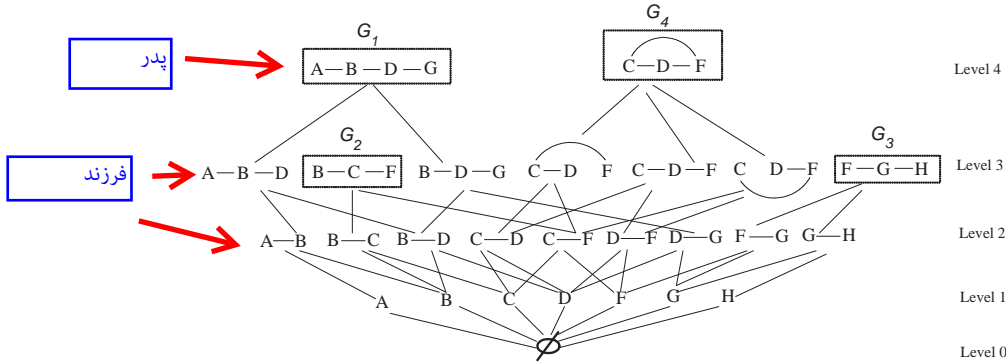 G1 G4
پدر
A—B—D—G C—D—F Level 4
G2 G3
فرزند
A—B—D B—C—F B—D—G C—D F C—D—F C D—F F—G—H Level 3
A—B B—C B—D C—D C—F D—F D—G F—G G—H Level 2
A B C D F G H Level 1
∅ Level 0